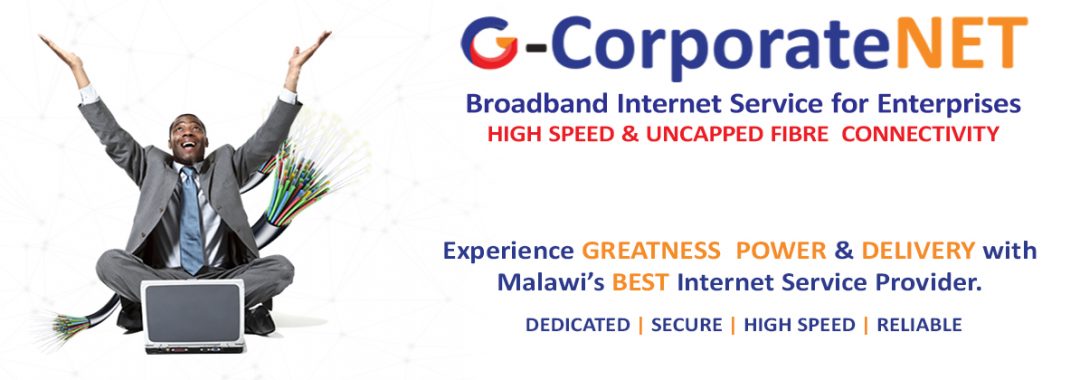 G-CorporateNET
Broadband Internet Service for Enterprises
HIGH SPEED & UNCAPPED FIBRE CONNECTIVITY
Experience GREATNESS POWER & DELIVERY with
Malawi’s BEST Internet Service Provider.
DEDICATED | SECURE | HIGH SPEED | RELIABLE